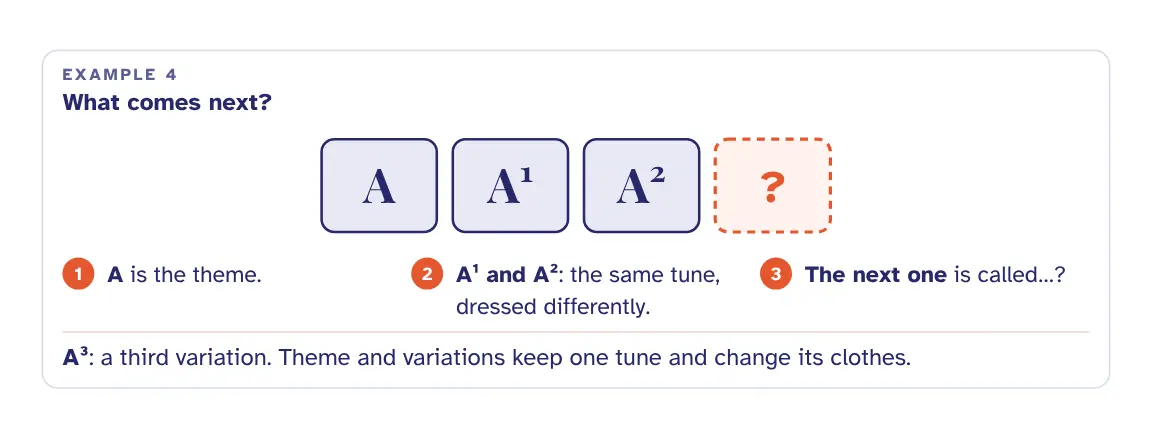 EXAMPLE 4
What comes next?
A
A¹
A²
?
1 A is the theme.
2 A¹ and A²: the same tune,
dressed differently.
3 The next one is called...?
A³: a third variation. Theme and variations keep one tune and change its clothes.